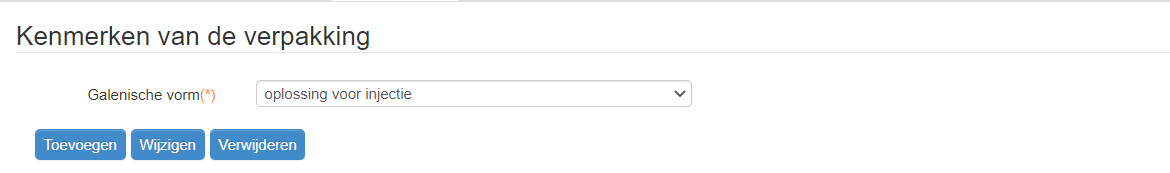 Kenmerken van de verpakking
Galenische vorm(*) oplossing voor injectie
Toevoegen Wijzigen Verwijderen